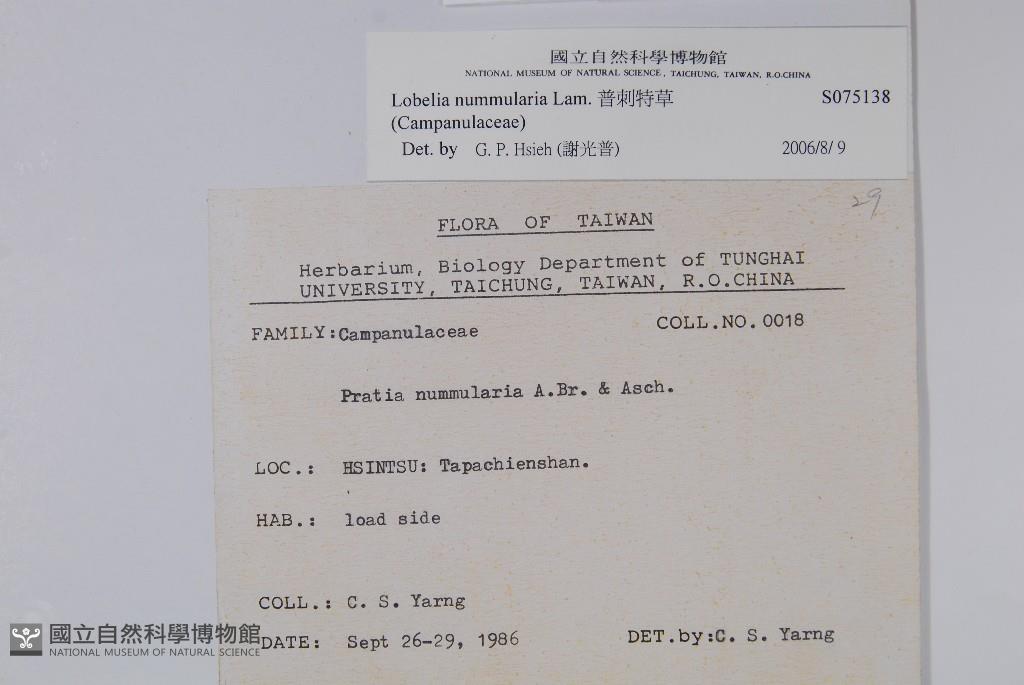 國立自然科學博物館
NATIONAL MUSEUM OF NATURAL SCIENCE, TAICHUNG, TAIWAN, R.O.CHINA
Lobelia nummularia Lam. 普刺特草 S075138
(Campanulaceae)
Det. by G. P. Hsieh (謝光普) 2006/8/9
29
FLORA OF TAIWAN
Herbarium, Biology Department of TUNGHAI
UNIVERSITY, TAICHUNG, TAIWAN, R.O.CHINA
FAMILY:Campanulaceae COLL.NO.0018
Pratia nummularia A.Br. & Asch.
LOC.: HSINTSU: Tapachienshan.
HAB.: load side
COLL.: C. S. Yarng
DATE: Sept 26-29, 1986 DET.by:C. S. Yarng
國立自然科學博物館
NATIONAL MUSEUM OF NATURAL SCIENCE